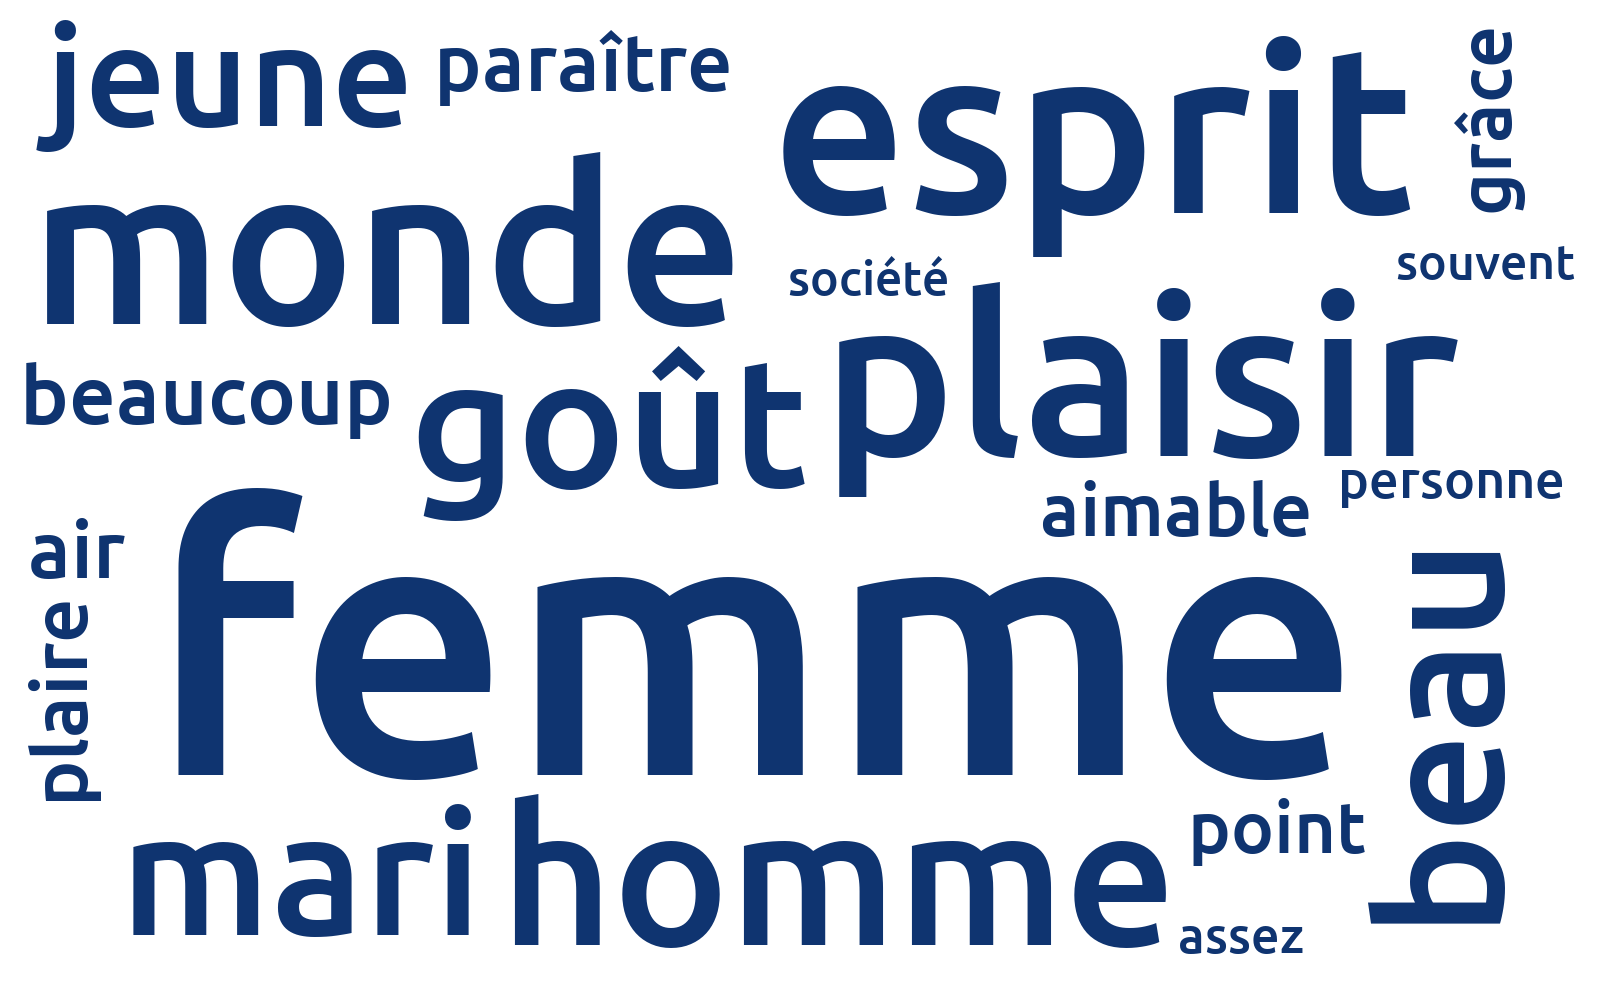 jeune
paraître
esprit
grâce
monde
société
souvent
plaisir
beaucoup
goût
aimable
personne
air
femme
plaire
beau
mari
homme
point
assez